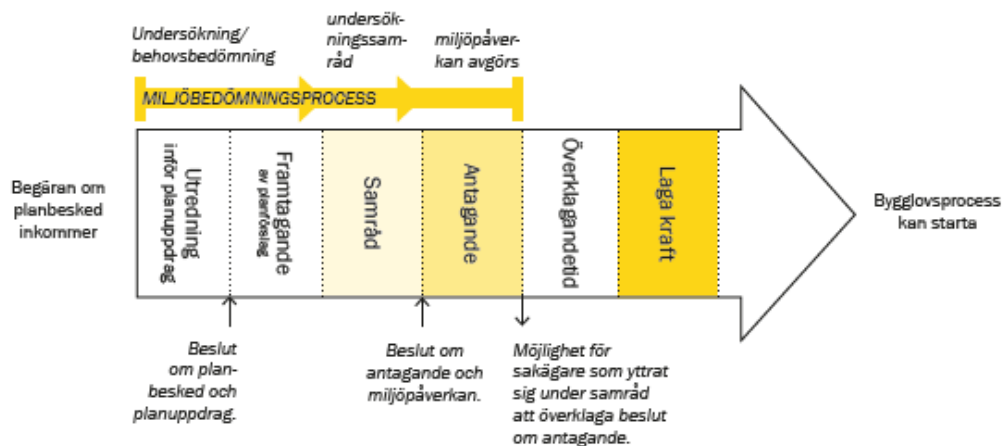 Undersökning/
behovsbedömning
undersök-
ningssam-
råd
miljöpåver-
kan avgörs
MILJÖBEDÖMNINGSPROCESS
Begäran om
planbesked
inkommer
Utredning
inför planuppdrag
Framtagande
av planförslag
Samråd
Antagande
Överklagandetid
Laga kraft
Bygglovsprocess
kan starta
Beslut
om plan-
besked och
planuppdrag.
Beslut om
antagande och
miljöpåverkan.
Möjlighet för
sakägare som yttrat
sig under samråd
att överklaga beslut
om antagande.